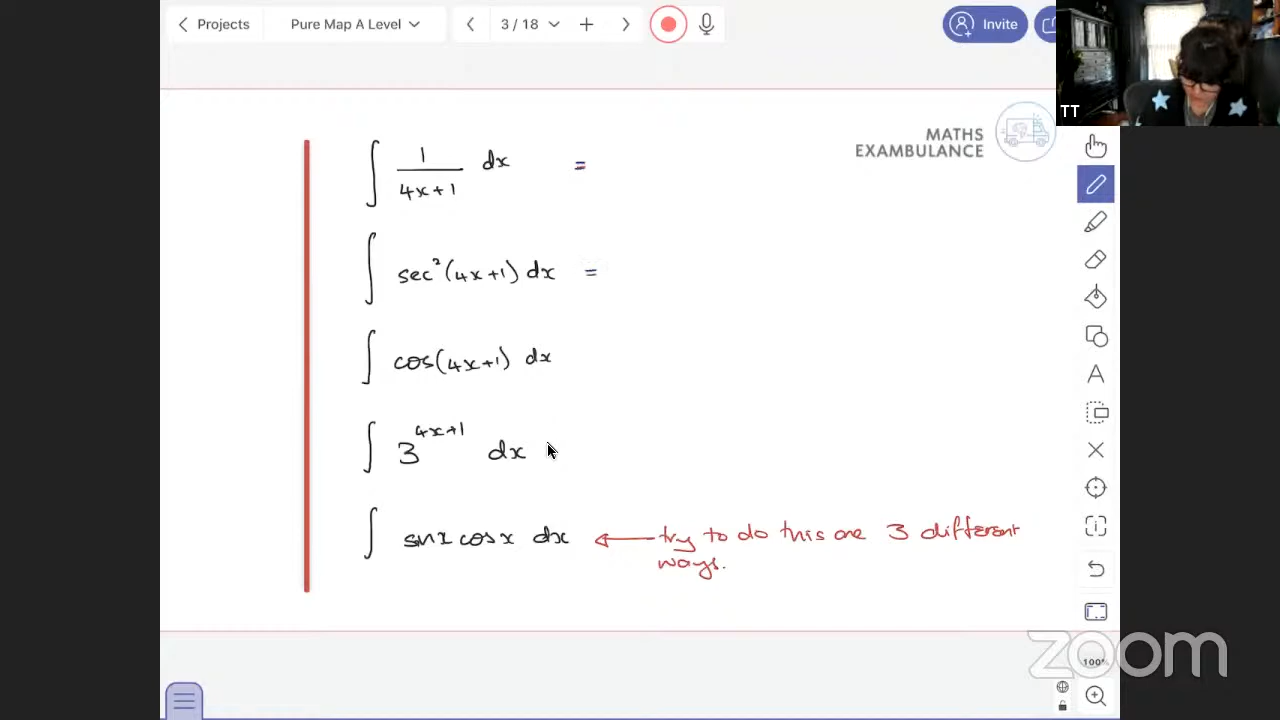 Projects
Pure Map A Level
3 / 18
Invite
TT
MATHS
EXAMBULANCE
∫ 1/(4x+1) dx =
∫ sec²(4x+1) dx =
∫ cos(4x+1) dx
∫ 3^(4x+1) dx
∫ sinx cosx dx ← try to do this one 3 different
ways.
zoom
100%